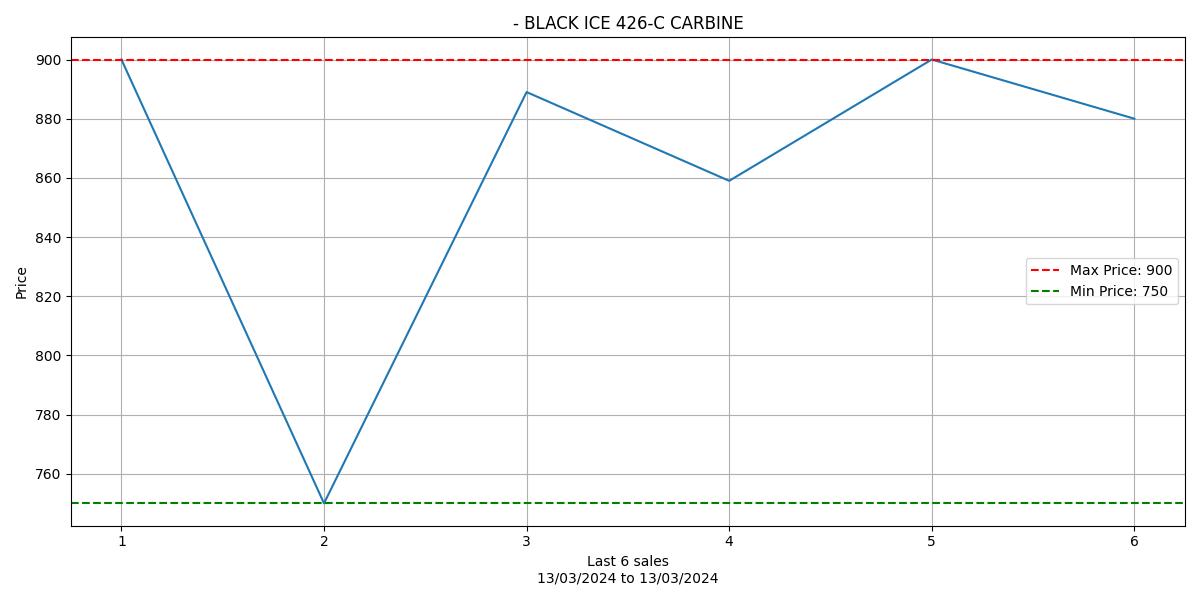 - BLACK ICE 426-C CARBINE
Price
900
880
860
840
820
800
780
760
Max Price: 900
Min Price: 750
1 2 3 4 5 6
Last 6 sales
13/03/2024 to 13/03/2024